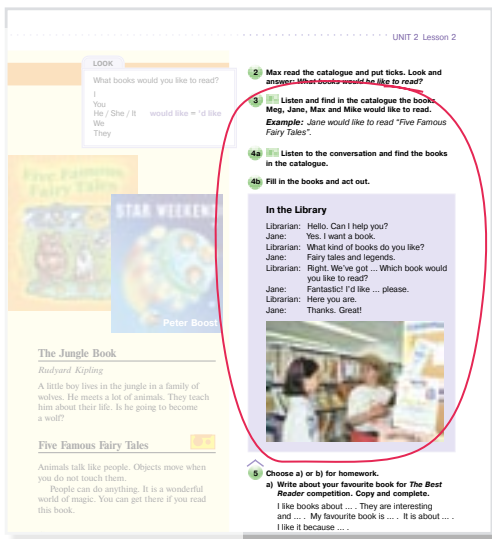 UNIT 2 Lesson 2
LOOK
What books would you like to read?
I
You
He / She / It would like = 'd like
We
They
Five Famous
Fairy Tales
STAR WEEKEND
Peter Boost
The Jungle Book
Rudyard Kipling
A little boy lives in the jungle in a family of
wolves. He meets a lot of animals. They teach
him about their life. Is he going to become
a wolf?
Five Famous Fairy Tales
Animals talk like people. Objects move when
you do not touch them.
People can do anything. It is a wonderful
world of magic. You can get there if you read
this book.
2 Max read the catalogue and put ticks. Look and
answer: What books would he like to read?
3 Listen and find in the catalogue the books
Meg, Jane, Max and Mike would like to read.
Example: Jane would like to read "Five Famous
Fairy Tales".
4a Listen to the conversation and find the books
in the catalogue.
4b Fill in the books and act out.
In the Library
Librarian: Hello. Can I help you?
Jane: Yes. I want a book.
Librarian: What kind of books do you like?
Jane: Fairy tales and legends.
Librarian: Right. We've got ... Which book would
you like to read?
Jane: Fantastic! I'd like ... please.
Librarian: Here you are.
Jane: Thanks. Great!
5 Choose a) or b) for homework.
a) Write about your favourite book for The Best
Reader competition. Copy and complete.
I like books about ... . They are interesting
and ... . My favourite book is ... . It is about ... .
I like it because ... .